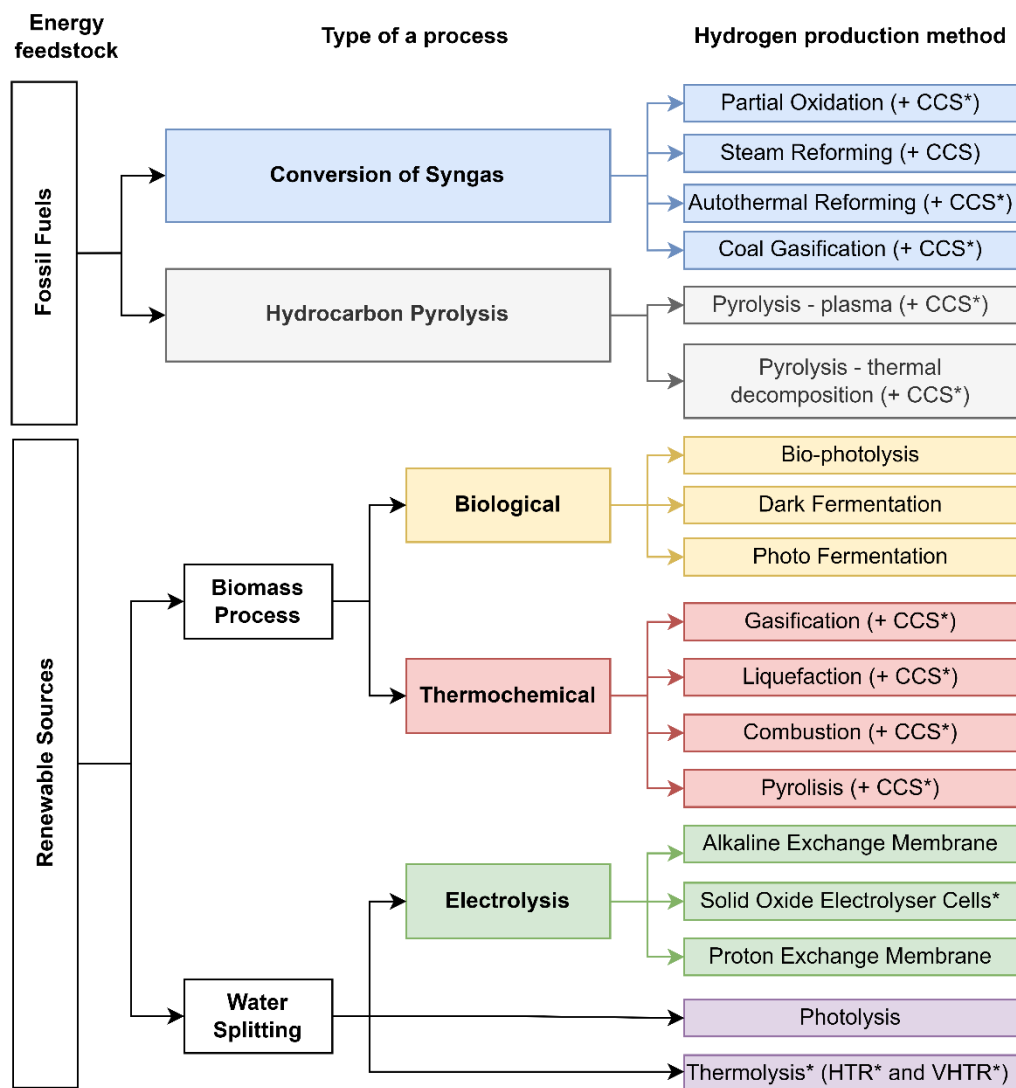 Energy
feedstock
Type of a process
Hydrogen production method
Fossil Fuels
Conversion of Syngas
Partial Oxidation (+ CCS*)
Steam Reforming (+ CCS)
Autothermal Reforming (+ CCS*)
Coal Gasification (+ CCS*)
Hydrocarbon Pyrolysis
Pyrolysis - plasma (+ CCS*)
Pyrolysis - thermal
decomposition (+ CCS*)
Renewable Sources
Biomass
Process
Biological
Bio-photolysis
Dark Fermentation
Photo Fermentation
Thermochemical
Gasification (+ CCS*)
Liquefaction (+ CCS*)
Combustion (+ CCS*)
Pyrolisis (+ CCS*)
Water
Splitting
Electrolysis
Alkaline Exchange Membrane
Solid Oxide Electrolyser Cells*
Proton Exchange Membrane
Photolysis
Thermolysis* (HTR* and VHTR*)